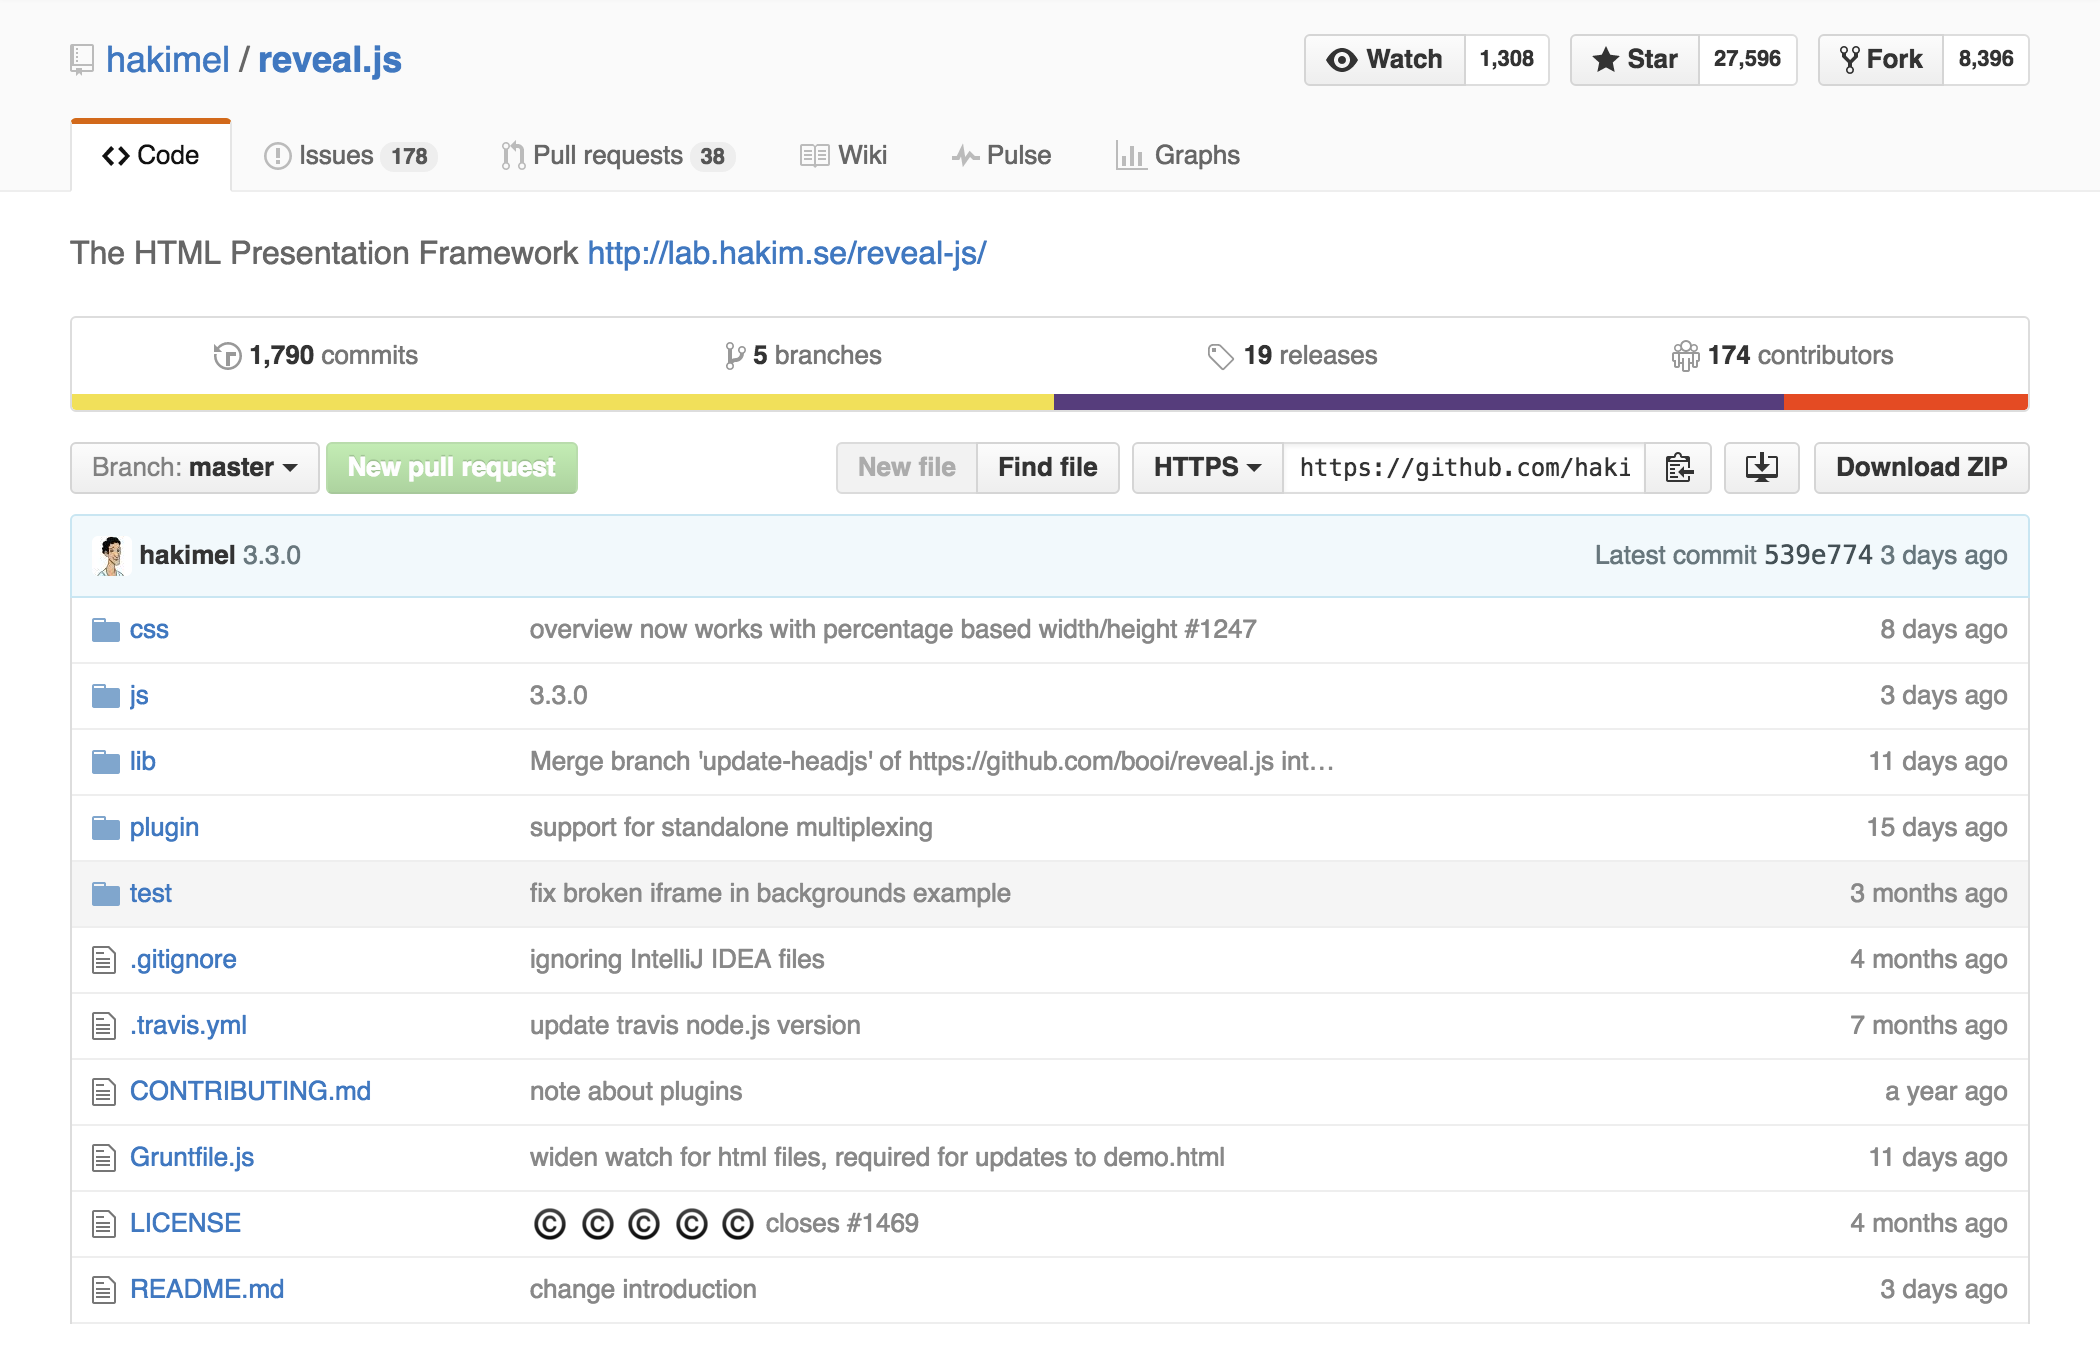 hakimel / reveal.js
Watch 1,308 Star 27,596 Fork 8,396
Code Issues 178 Pull requests 38 Wiki Pulse Graphs
The HTML Presentation Framework http://lab.hakim.se/reveal-js/
1,790 commits 5 branches 19 releases 174 contributors
Branch: master New pull request New file Find file HTTPS https://github.com/haki Download ZIP
hakimel 3.3.0 Latest commit 539e774 3 days ago
css overview now works with percentage based width/height #1247 8 days ago
js 3.3.0 3 days ago
lib Merge branch 'update-headjs' of https://github.com/booi/reveal.js int… 11 days ago
plugin support for standalone multiplexing 15 days ago
test fix broken iframe in backgrounds example 3 months ago
.gitignore ignoring IntelliJ IDEA files 4 months ago
.travis.yml update travis node.js version 7 months ago
CONTRIBUTING.md note about plugins a year ago
Gruntfile.js widen watch for html files, required for updates to demo.html 11 days ago
LICENSE © © © © © closes #1469 4 months ago
README.md change introduction 3 days ago